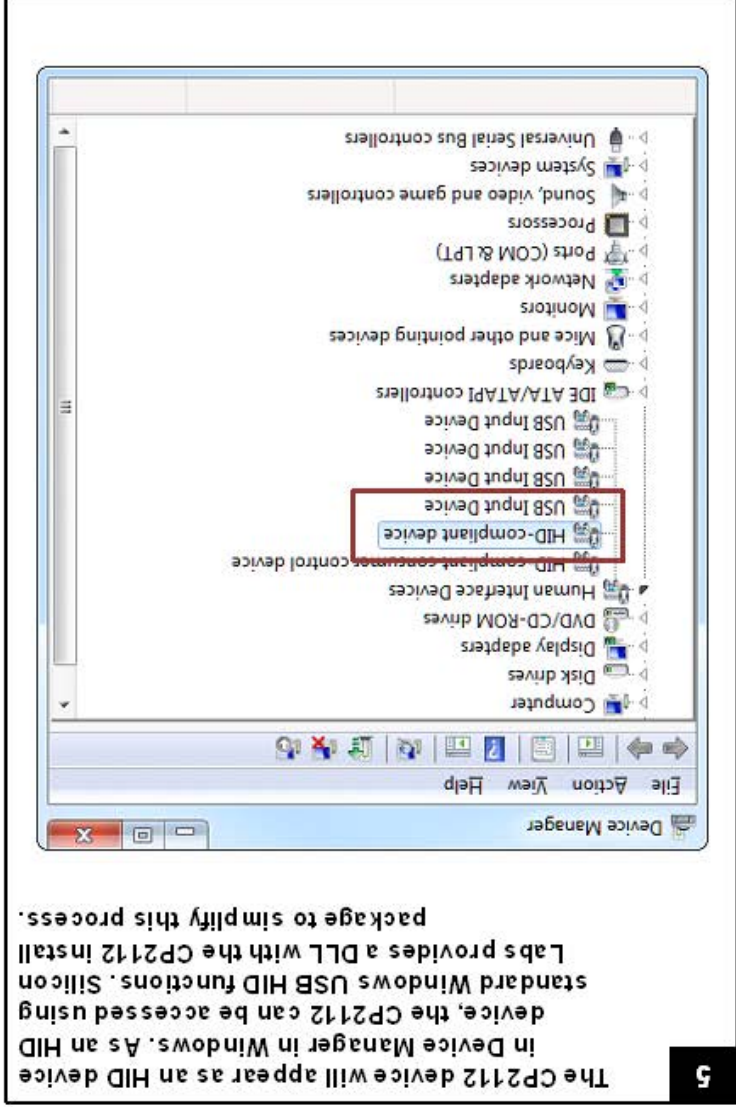 5
The CP2112 device will appear as an HID device
in Device Manager in Windows. As an HID
device, the CP2112 can be accessed using
standard Windows USB HID functions. Silicon
Labs provides a DLL with the CP2112 install
package to simplify this process.
Device Manager
File Action View Help
Computer
Disk drives
Display adapters
DVD/CD-ROM drives
Human Interface Devices
HID-compliant consumer control device
HID-compliant device
USB Input Device
USB Input Device
USB Input Device
USB Input Device
IDE ATA/ATAPI controllers
Keyboards
Mice and other pointing devices
Monitors
Network adapters
Ports (COM & LPT)
Processors
Sound, video and game controllers
System devices
Universal Serial Bus controllers